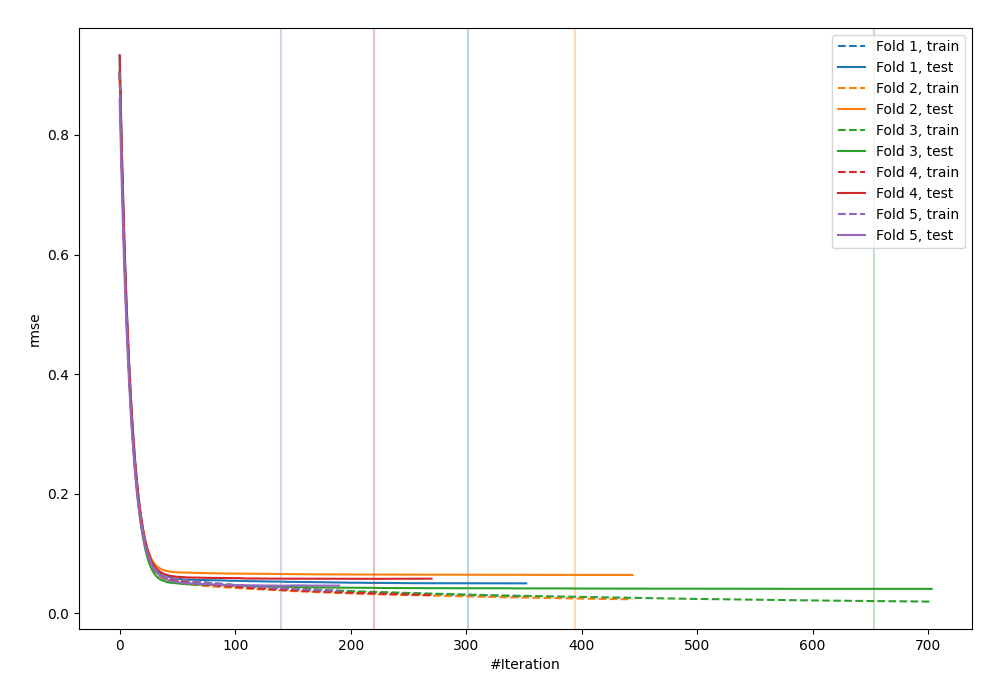 Fold 1, train
Fold 1, test
Fold 2, train
Fold 2, test
Fold 3, train
Fold 3, test
Fold 4, train
Fold 4, test
Fold 5, train
Fold 5, test
rmse
0.8
0.6
0.4
0.2
0.0
0 100 200 300 400 500 600 700
#Iteration